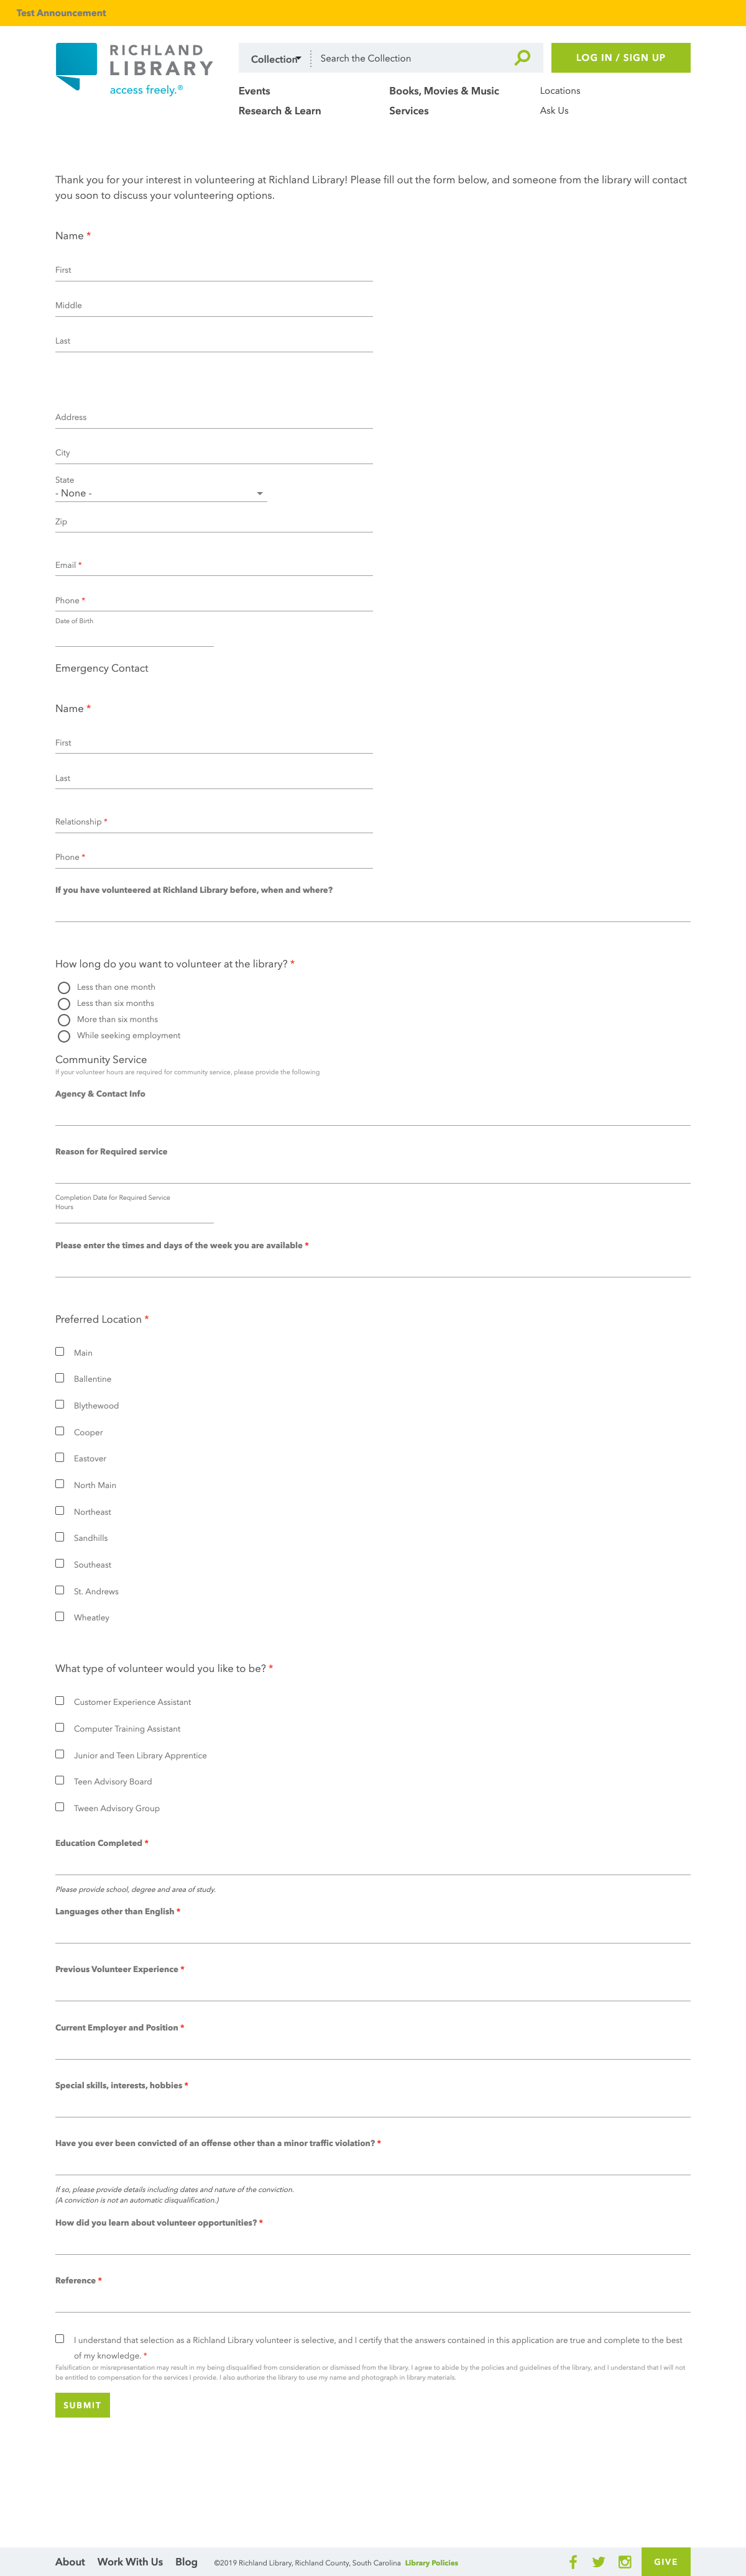 Test Announcement
RICHLAND
LIBRARY
access freely.®
Collection
Search the Collection
LOG IN / SIGN UP
Events
Books, Movies & Music
Locations
Research & Learn
Services
Ask Us
Thank you for your interest in volunteering at Richland Library! Please fill out the form below, and someone from the library will contact
you soon to discuss your volunteering options.
Name *
First
Middle
Last
Address
City
State
- None -
Zip
Email *
Phone *
Date of Birth
Emergency Contact
Name *
First
Last
Relationship *
Phone *
If you have volunteered at Richland Library before, when and where?
How long do you want to volunteer at the library? *
Less than one month
Less than six months
More than six months
While seeking employment
Community Service
If your volunteer hours are required for community service, please provide the following
Agency & Contact Info
Reason for Required service
Completion Date for Required Service
Hours
Please enter the times and days of the week you are available *
Preferred Location *
Main
Ballentine
Blythewood
Cooper
Eastover
North Main
Northeast
Sandhills
Southeast
St. Andrews
Wheatley
What type of volunteer would you like to be? *
Customer Experience Assistant
Computer Training Assistant
Junior and Teen Library Apprentice
Teen Advisory Board
Tween Advisory Group
Education Completed *
Please provide school, degree and area of study.
Languages other than English *
Previous Volunteer Experience *
Current Employer and Position *
Special skills, interests, hobbies *
Have you ever been convicted of an offense other than a minor traffic violation? *
If so, please provide details including dates and nature of the conviction.
(A conviction is not an automatic disqualification.)
How did you learn about volunteer opportunities? *
Reference *
I understand that selection as a Richland Library volunteer is selective, and I certify that the answers contained in this application are true and complete to the best
of my knowledge. *
Falsification or misrepresentation may result in my being disqualified from consideration or dismissed from the library. I agree to abide by the policies and guidelines of the library, and I understand that I will not
be entitled to compensation for the services I provide. I also authorize the library to use my name and photograph in library materials.
SUBMIT
About
Work With Us
Blog
©2019 Richland Library, Richland County, South Carolina Library Policies
GIVE